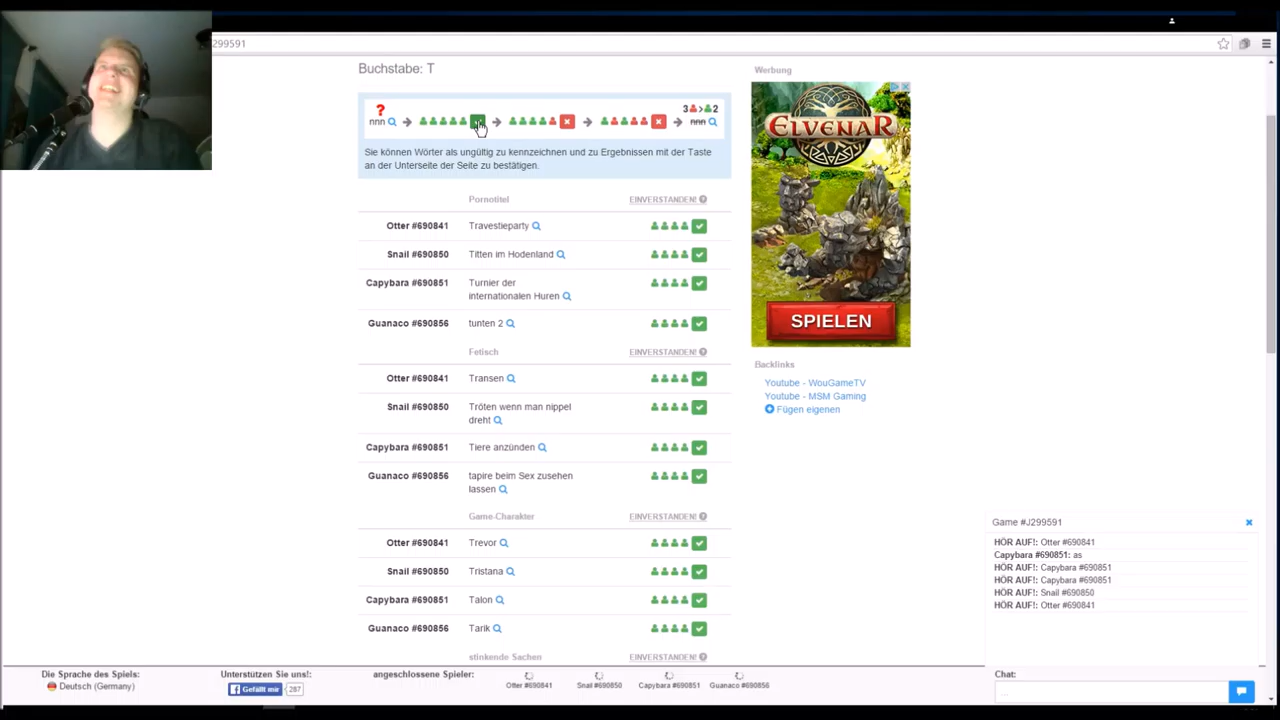 299591
Buchstabe: T
?
nnn
3 > 2
nnn
Sie können Wörter als ungültig zu kennzeichnen und zu Ergebnissen mit der Taste
an der Unterseite der Seite zu bestätigen.
Pornotitel EINVERSTANDEN!
Otter #690841 Travestieparty
Snail #690850 Titten im Hodenland
Capybara #690851 Turnier der
internationalen Huren
Guanaco #690856 tunten 2
Fetisch EINVERSTANDEN!
Otter #690841 Transen
Snail #690850 Tröten wenn man nippel
dreht
Capybara #690851 Tiere anzünden
Guanaco #690856 tapire beim Sex zusehen
lassen
Game-Charakter EINVERSTANDEN!
Otter #690841 Trevor
Snail #690850 Tristana
Capybara #690851 Talon
Guanaco #690856 Tarik
stinkende Sachen EINVERSTANDEN!
Werbung
ELVENAR
SPIELEN
Backlinks
Youtube - WouGameTV
Youtube - MSM Gaming
Fügen eigenen
Game #J299591
HÖR AUF!: Otter #690841
Capybara #690851: as
HÖR AUF!: Capybara #690851
HÖR AUF!: Capybara #690851
HÖR AUF!: Snail #690850
HÖR AUF!: Otter #690841
Die Sprache des Spiels:
Deutsch (Germany)
Unterstützen Sie uns!:
Gefällt mir 287
angeschlossene Spieler:
Otter #690841
Snail #690850
Capybara #690851
Guanaco #690856
Chat: